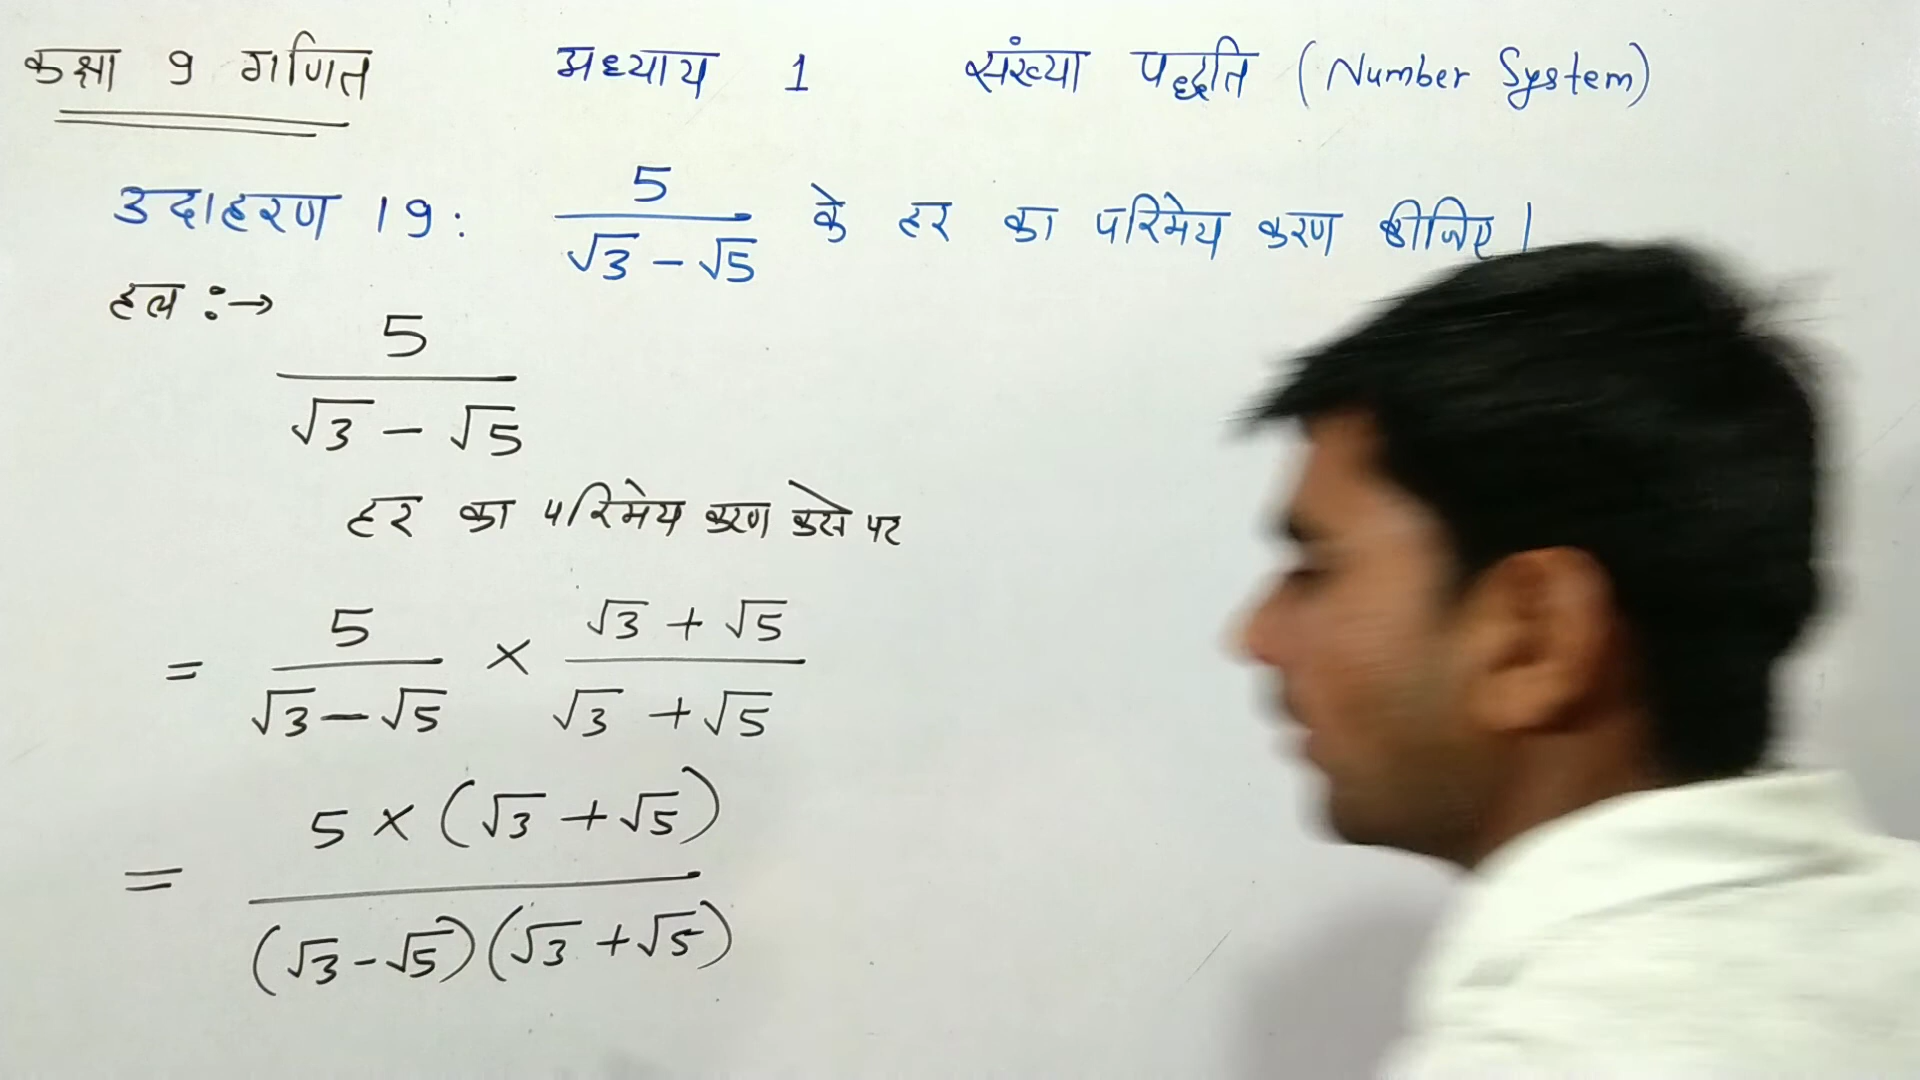 कक्षा 9 गणित अध्याय 1 संख्या पद्धति (Number System)
उदाहरण 19: 5/(√3 - √5) के हर का परिमेय करण कीजिए।
हल :→
5/(√3 - √5)
हर का परिमेय करण करने पर
= 5/(√3 - √5) × (√3 + √5)/(√3 + √5)
= 5 × (√3 + √5)/((√3 - √5)(√3 + √5))